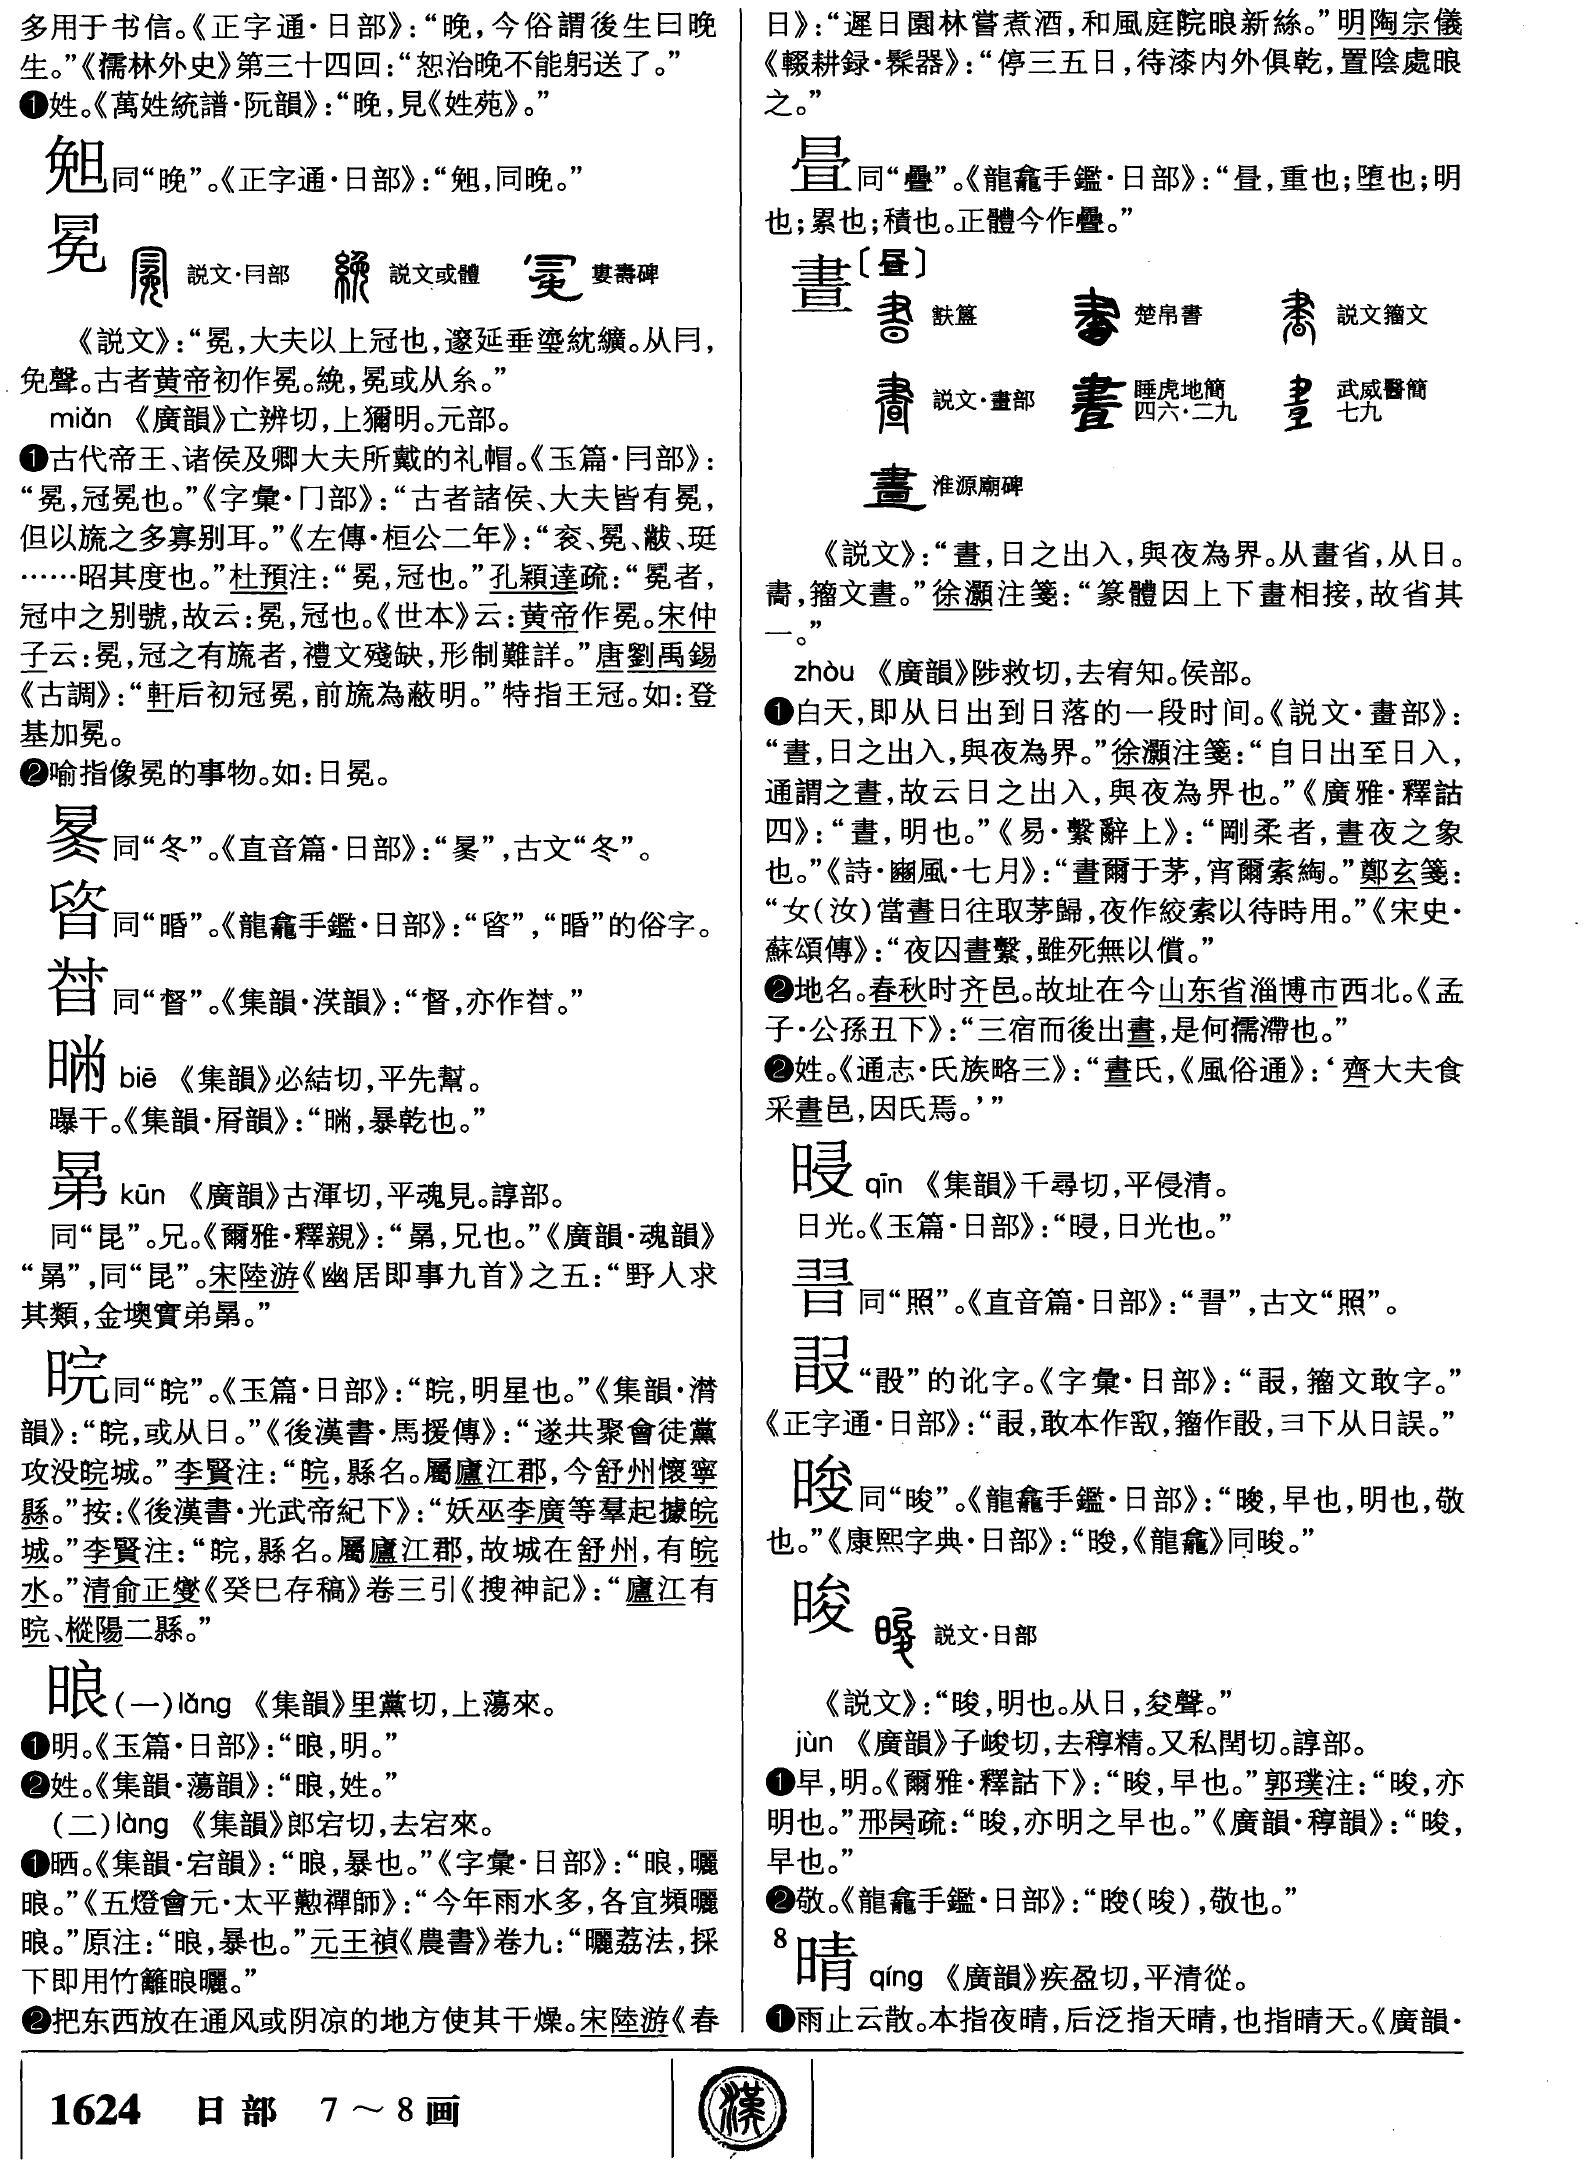 多用于书信。《正字通·日部》：“晚，今俗謂後生曰晚
生。”《儒林外史》第三十四回：“恕治晚不能躬送了。”
❶姓。《萬姓統譜·阮韻》：“晚，見《姓苑》。”
同“晚”。《正字通·日部》：“，同晚。”
冕 説文·冃部 説文或體 婁壽碑
《説文》：“冕，大夫以上冠也，邃延垂瑬紞纊。从冃，
免聲。古者黄帝初作冕。絻，冕或从糸。”
miǎn 《廣韻》亡辨切，上獮明。元部。
❶古代帝王、诸侯及卿大夫所戴的礼帽。《玉篇·冃部》：
“冕，冠冕也。”《字彙·冂部》：“古者諸侯、大夫皆有冕，
但以旒之多寡别耳。”《左傳·桓公二年》：“衮、冕、黻、珽
……昭其度也。”杜預注：“冕，冠也。”孔穎達疏：“冕者，
冠中之别號，故云：冕，冠也。《世本》云：黄帝作冕。宋仲
子云：冕，冠之有旒者，禮文殘缺，形制難詳。”唐劉禹錫
《古調》：“軒后初冠冕，前旒為蔽明。”特指王冠。如：登
基加冕。
❷喻指像冕的事物。如：日冕。
同“冬”。《直音篇·日部》：“”，古文“冬”。
同“昬”。《龍龕手鑑·日部》：“”，“”的俗字。
同“督”。《集韻·𣵽韻》：“督，亦作。”
biē 《集韻》必結切，平先幫。
曝干。《集韻·屑韻》：“，暴乾也。”
晜 kūn 《廣韻》古渾切，平魂見。諄部。
同“昆”。兄。《爾雅·釋親》：“晜，兄也。”《廣韻·魂韻》
“晜”，同“昆”。宋陸游《幽居即事九首》之五：“野人求
其類，金墺實弟晜。”
晥同“皖”。《玉篇·日部》：“晥，明星也。”《集韻·潸
韻》：“皖，或从日。”《後漢書·馬援傳》：“遂共聚會徒黨
攻没晥城。”李賢注：“晥，縣名。屬廬江郡，今舒州懷寧
縣。”按：《後漢書·光武帝紀下》：“妖巫李廣等羣起據晥
城。”李賢注：“晥，縣名。屬廬江郡，故城在舒州，有晥
水。”清俞正燮《癸巳存稿》卷三引《搜神記》：“廬江有
晥、樅陽二縣。”
㫰（一）lǎng 《集韻》里黨切，上蕩來。
❶明。《玉篇·日部》：“㫰，明。”
❷姓。《集韻·蕩韻》：“㫰，姓。”
（二）làng 《集韻》郎宕切，去宕來。
❶晒。《集韻·宕韻》：“㫰，暴也。”《字彙·日部》：“㫰，曬
㫰。”《五燈會元·太平懃禪師》：“今年雨水多，各宜頻曬
㫰。”原注：“㫰，暴也。”元王禎《農書》卷九：“曬荔法，採
下即用竹籬㫰曬。”
❷把东西放在通风或阴凉的地方使其干燥。宋陸游《春
日》：“遲日園林嘗煮酒，和風庭院㫰新絲。”明陶宗儀
《輟耕録·髹器》：“停三五日，待漆内外俱乾，置陰處㫰
之。”
同“疊”。《龍龕手鑑·日部》：“，重也；堕也；明
也；累也；積也。正體今作疊。”
晝〔昼〕 㝬簋 楚帛書 説文籀文
説文·畫部 睡虎地簡四六·二九 武威醫簡七九
淮源廟碑
《説文》：“晝，日之出入，與夜為界。从畫省，从日。
，籀文晝。”徐灝注箋：“篆體因上下畫相接，故省其
一。”
zhòu 《廣韻》陟救切，去宥知。侯部。
❶白天，即从日出到日落的一段时间。《説文·畫部》：
“晝，日之出入，與夜為界。”徐灝注箋：“自日出至日入，
通謂之晝，故云日之出入，與夜為界也。”《廣雅·釋詁
四》：“晝，明也。”《易·繫辭上》：“剛柔者，晝夜之象
也。”《詩·豳風·七月》：“晝爾于茅，宵爾索綯。”鄭玄箋：
“女（汝）當晝日往取茅歸，夜作絞索以待時用。”《宋史·
蘇頌傳》：“夜囚晝繫，雖死無以償。”
❷地名。春秋时齐邑。故址在今山东省淄博市西北。《孟
子·公孫丑下》：“三宿而後出晝，是何濡滯也。”
❷姓。《通志·氏族略三》：“晝氏，《風俗通》：‘齊大夫食
采晝邑，因氏焉。’”
qīn 《集韻》千尋切，平侵清。
日光。《玉篇·日部》：“，日光也。”
同“照”。《直音篇·日部》：“”，古文“照”。
“”的讹字。《字彙·日部》：“，籀文敢字。”
《正字通·日部》：“，敢本作，籀作，彐下从日誤。”
同“晙”。《龍龕手鑑·日部》：“，早也，明也，敬
也。”《康熙字典·日部》：“，《龍龕》同晙。”
晙 説文·日部
《説文》：“晙，明也。从日，夋聲。”
jùn 《廣韻》子峻切，去稕精。又私閏切。諄部。
❶早，明。《爾雅·釋詁下》：“晙，早也。”郭璞注：“晙，亦
明也。”邢昺疏：“晙，亦明之早也。”《廣韻·稕韻》：“晙，
早也。”
❷敬。《龍龕手鑑·日部》：“（晙），敬也。”
8
晴 qíng 《廣韻》疾盈切，平清從。
❶雨止云散。本指夜晴，后泛指天晴，也指晴天。《廣韻·
1624 日部 7～8画
漢